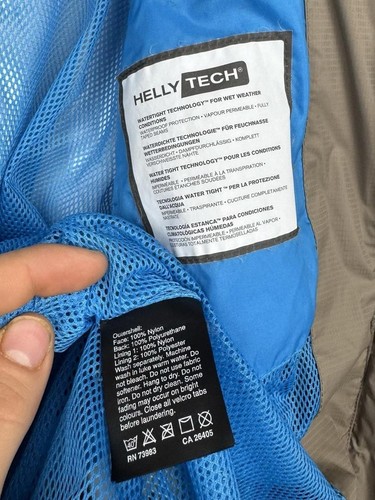 HELLY TECH®
WATERTIGHT TECHNOLOGY™ FOR WET WEATHER
CONDITIONS
WATERPROOF PROTECTION • VAPOUR PERMEABLE • FULLY
TAPED SEAMS
WATERDICHTE TECHNOLOGIE™ FÜR FEUCHNASSE
WETTERBEDINGUNGEN
WASSERDICHT • DAMPFDURCHLÄSSIG • KOMPLETT
VERSCHWEISSTE NÄHTE
WATER TIGHT TECHNOLOGY™ POUR LES CONDITIONS
HUMIDES
IMPERMÉABLE • PERMÉABLE À LA TRANSPIRATION •
COUTURES ÉTANCHES SOUDÉES
TECNOLOGIA WATER TIGHT™ PER LA PROTEZIONE
DALL'ACQUA
IMPERMEABLE • TRASPIRANTE • CUCITURE COMPLETAMENTE
NASTRATE
TECNOLOGÍA ESTANCA™ PARA CONDICIONES
CLIMATOLÓGICAS HÚMEDAS
PROTECCIÓN IMPERMEABLE • PERMEABLE AL VAPOR •
COSTURAS TOTALMENTE TERMOSELLADAS
Outershell:
Face: 100% Nylon
Back: 100% Polyurethane
Lining 1: 100% Nylon
Lining 2: 100% Polyester
Wash separately. Machine
wash in luke warm water. Do
not bleach. Do not use fabric
softener. Hang to dry. Do not
iron. Do not dry clean. Some
fading may occur on bright
colours. Close all velcro tabs
before laundering.
40
RN 73983 CA 26405